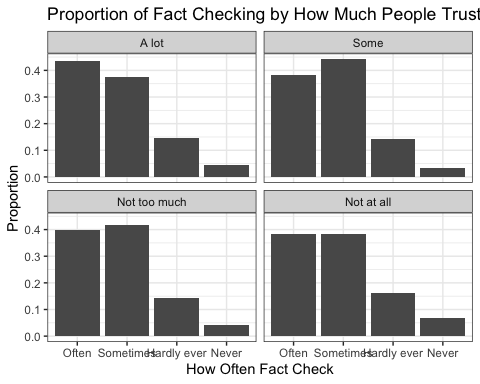 Proportion of Fact Checking by How Much People Trust
A lot
Some
0.4
0.3
0.2
0.1
0.0
Not too much
Not at all
0.4
0.3
0.2
0.1
0.0
Proportion
Often Sometimes Hardly ever Never
Often Sometimes Hardly ever Never
How Often Fact Check